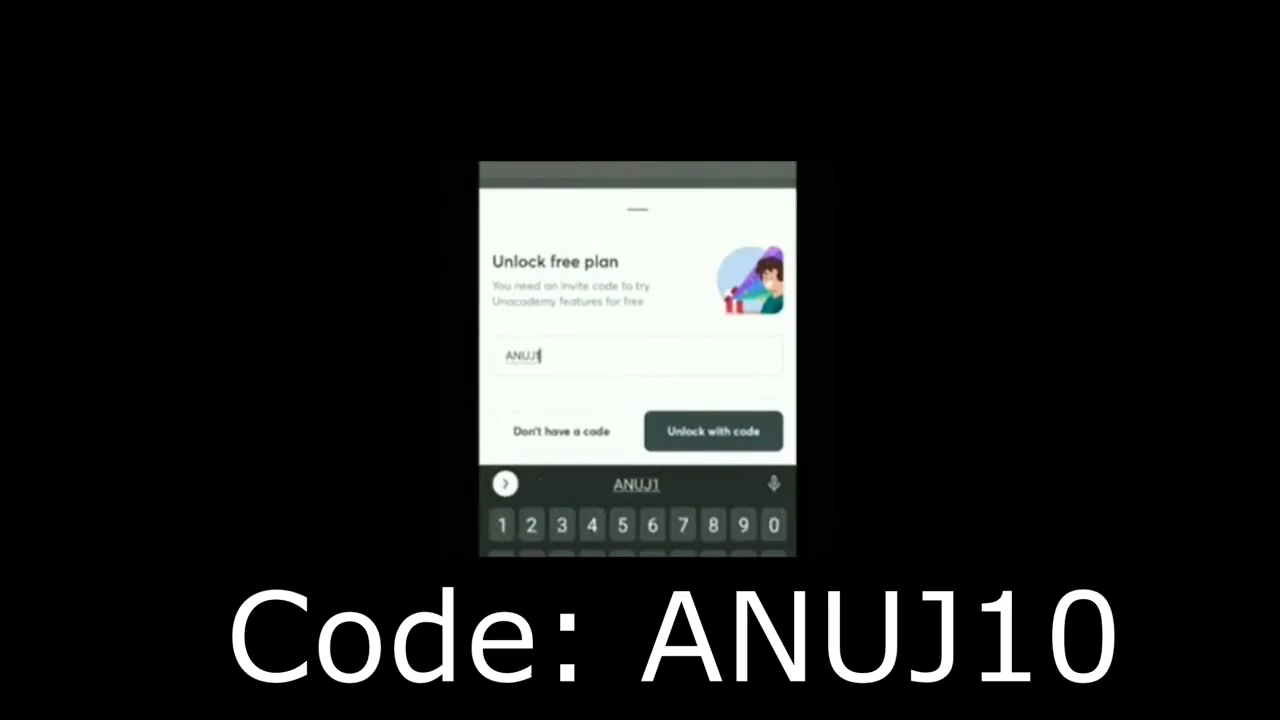 Unlock free plan
You need an invite code to try
Unacademy features for free
ANUJ1
Don't have a code
Unlock with code
ANUJ1
1 2 3 4 5 6 7 8 9 0
Code: ANUJ10